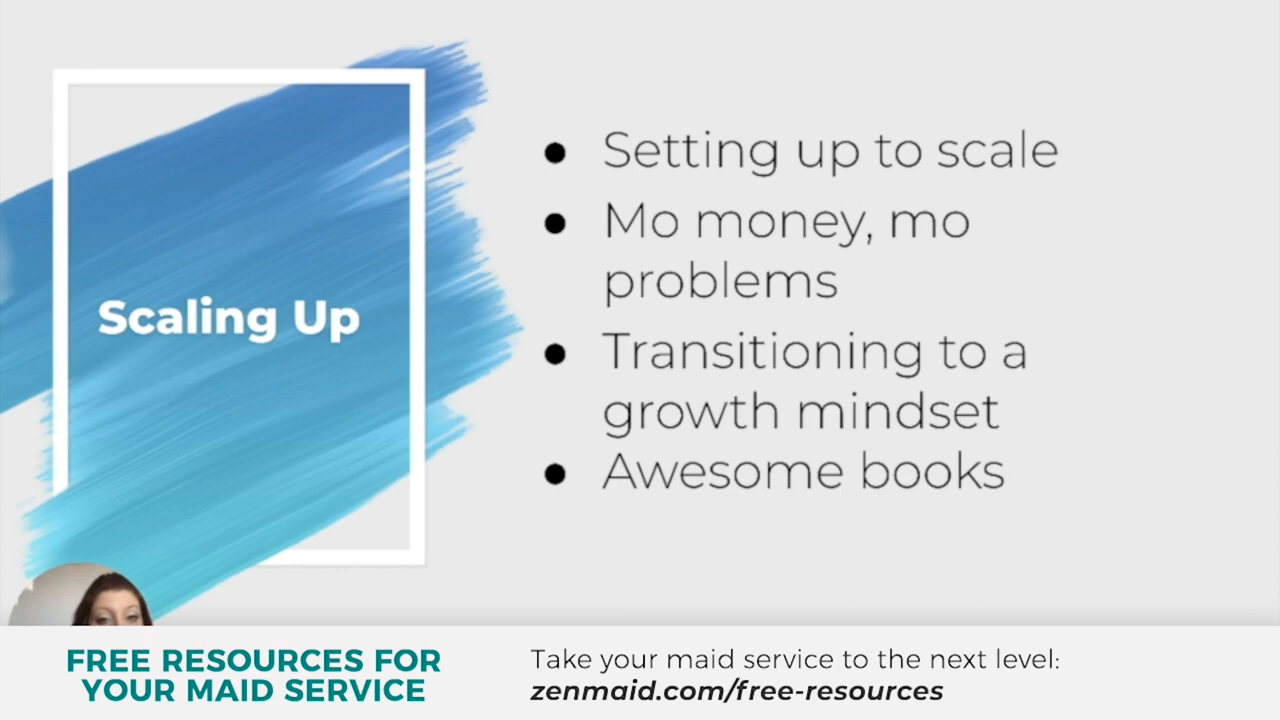 Scaling Up
● Setting up to scale
● Mo money, mo
problems
● Transitioning to a
growth mindset
● Awesome books
FREE RESOURCES FOR
YOUR MAID SERVICE
Take your maid service to the next level:
zenmaid.com/free-resources